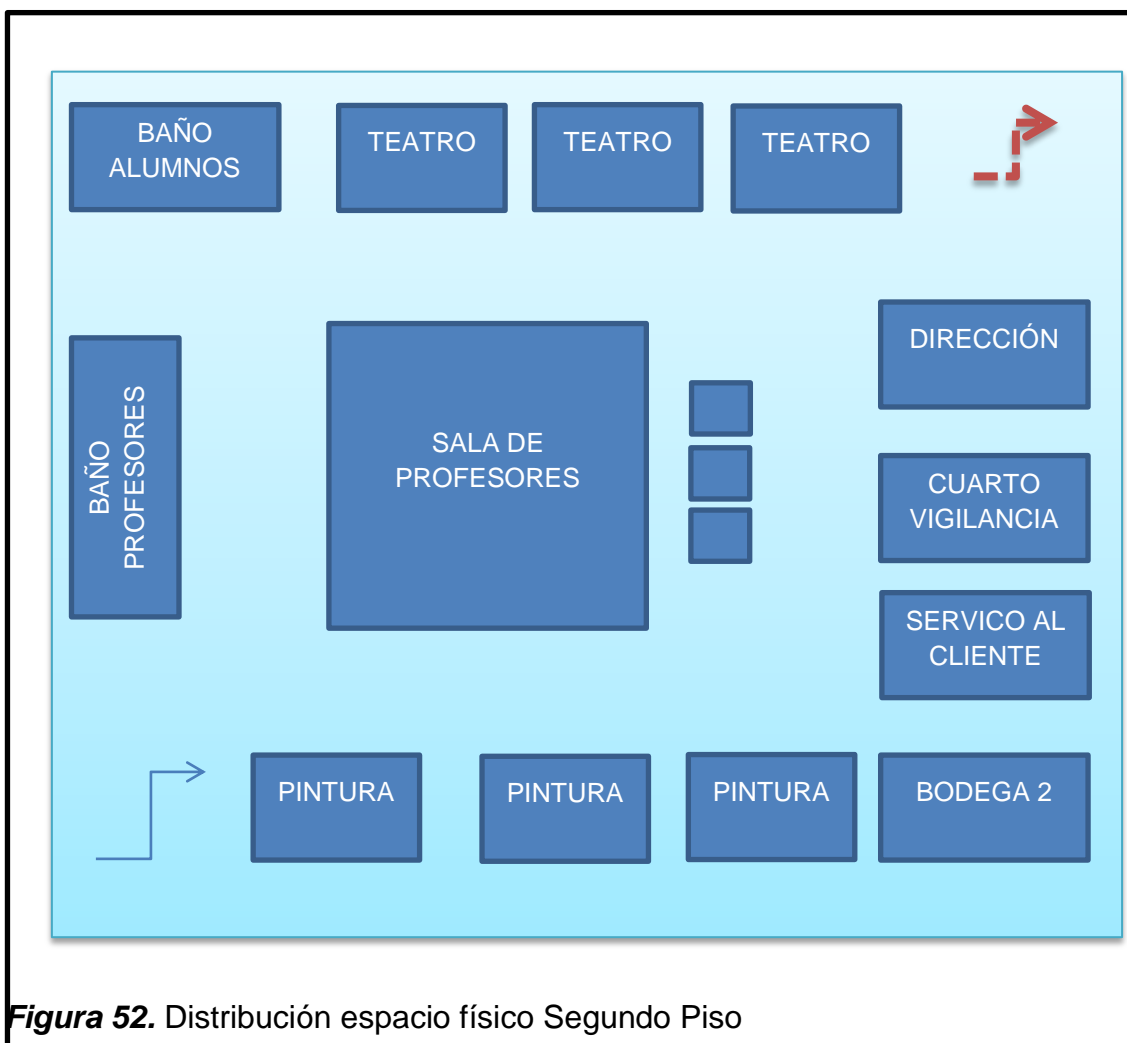 BAÑO
ALUMNOS
TEATRO
TEATRO
TEATRO
DIRECCIÓN
BAÑO
PROFESORES
SALA DE
PROFESORES
CUARTO
VIGILANCIA
SERVICO AL
CLIENTE
PINTURA
PINTURA
PINTURA
BODEGA 2
Figura 52. Distribución espacio físico Segundo Piso